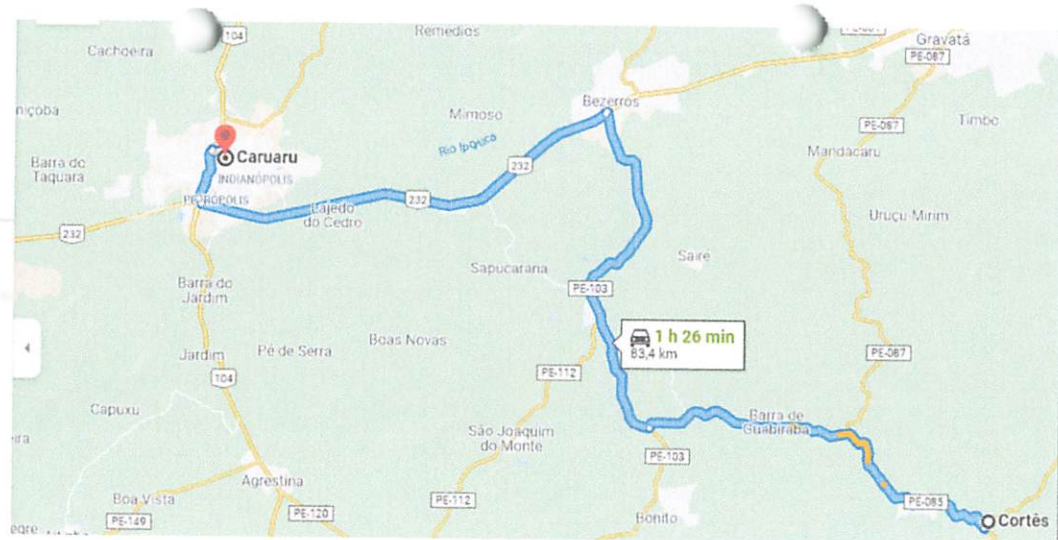 Remedios
104
Cachoeira
Gravatá
PE-087
Bezerros
Mimoso
Timbo
PE-087
Rio Ipojuca
Mandacaru
Caruaru
Barra do
Taquara
INDIANÓPOLIS
232
PETRÓPOLIS
232
Lajedo
do Cedro
Uruçu-Mirim
232
Sairé
Sapucarana
PE-103
Barra do
Jardim
1 h 26 min
83,4 km
Boas Novas
Pé de Serra
Jardim
PE-087
104
PE-112
Capuxu
Barra de
Guabiraba
São Joaquim
do Monte
PE-103
Agrestina
Boa Vista
PE-112
PE-085
PE-149
PE-120
Bonito
Cortês